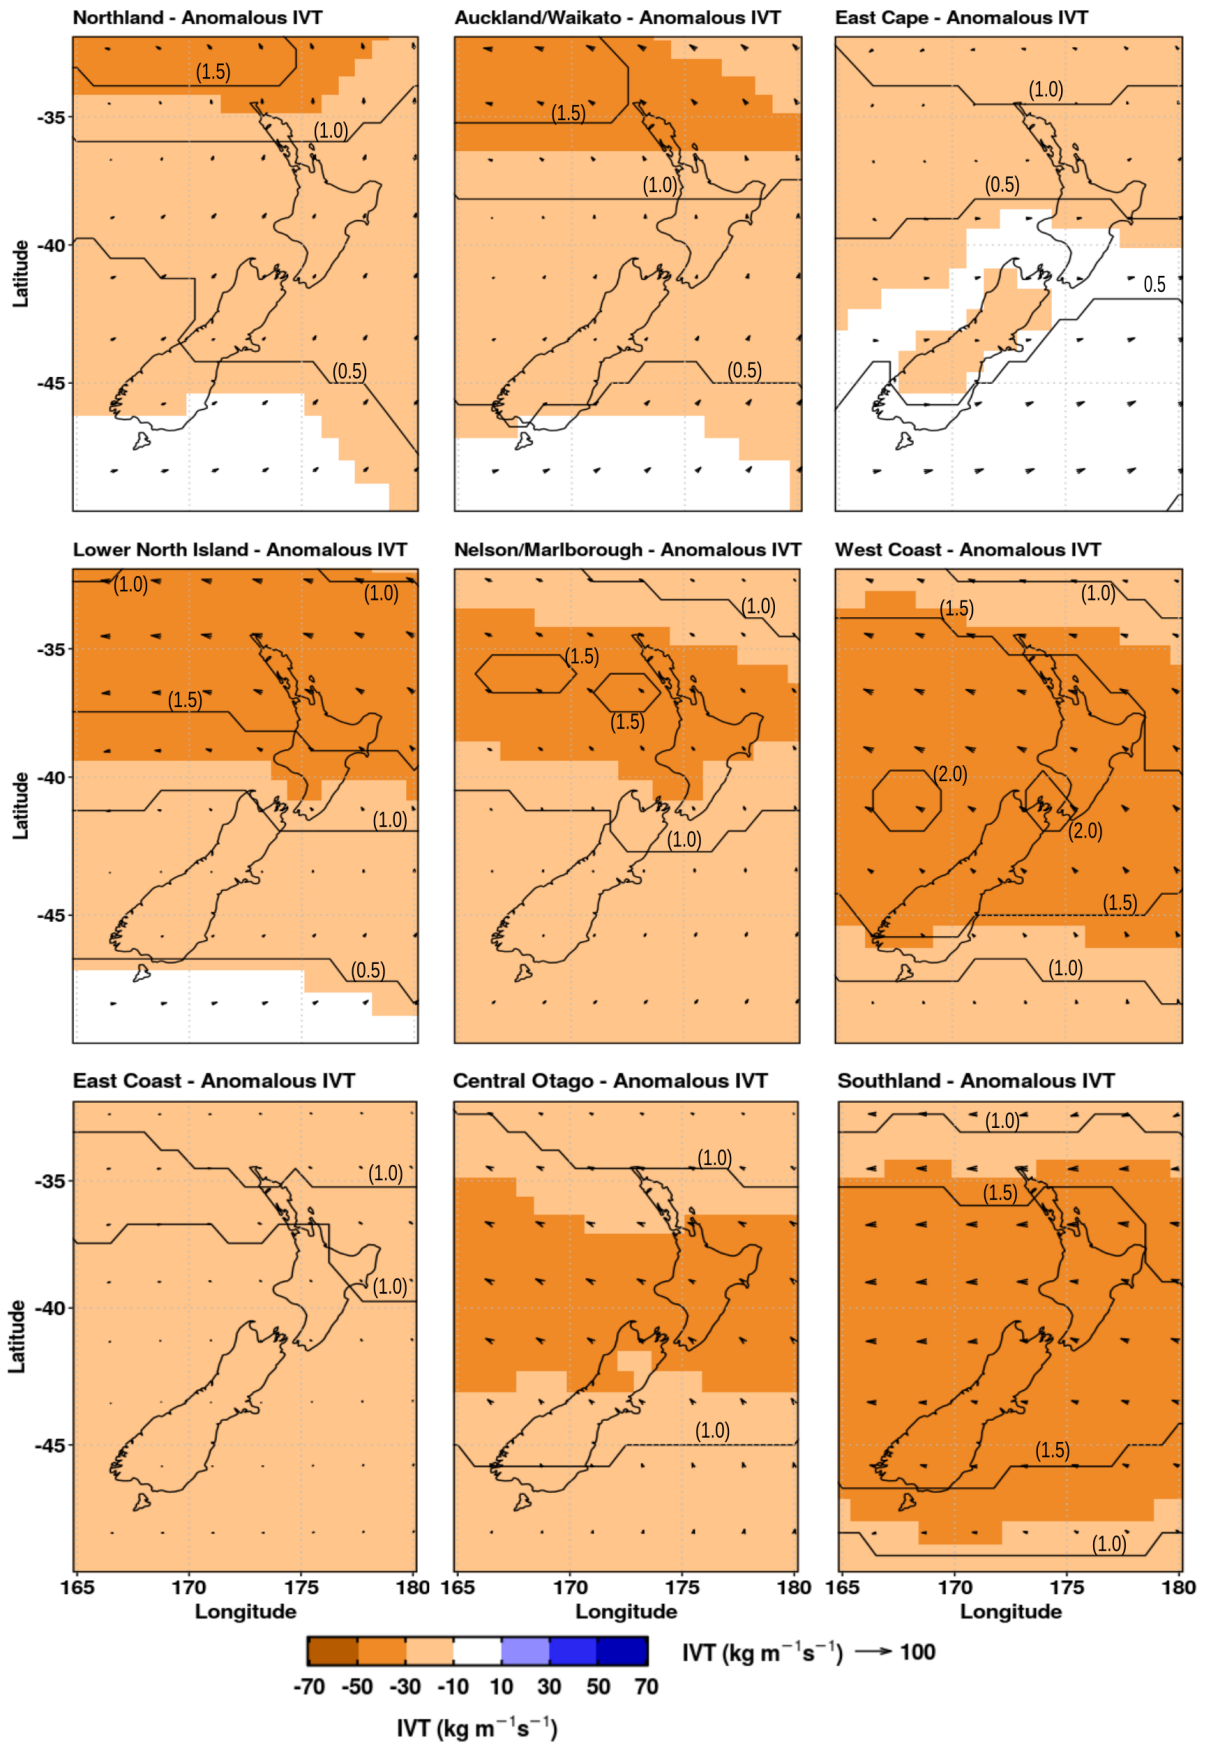 Northland - Anomalous IVT
Auckland/Waikato - Anomalous IVT
East Cape - Anomalous IVT
(1.5)
(1.0)
(0.5)
(1.5)
(1.0)
(0.5)
(1.0)
(0.5)
0.5
-35
-40
-45
Latitude
Lower North Island - Anomalous IVT
Nelson/Marlborough - Anomalous IVT
West Coast - Anomalous IVT
(1.0)
(1.0)
(1.5)
(1.0)
(0.5)
(1.0)
(1.5)
(1.5)
(1.0)
(1.0)
(1.5)
(2.0)
(2.0)
(1.5)
(1.0)
-35
-40
-45
Latitude
East Coast - Anomalous IVT
Central Otago - Anomalous IVT
Southland - Anomalous IVT
(1.0)
(1.0)
(1.0)
(1.0)
(1.0)
(1.5)
(1.5)
(1.0)
-35
-40
-45
Latitude
165 170 175 180
165 170 175 180
165 170 175 180
Longitude
Longitude
Longitude
IVT (kg m⁻¹s⁻¹) 100
-70 -50 -30 -10 10 30 50 70
IVT (kg m⁻¹s⁻¹)